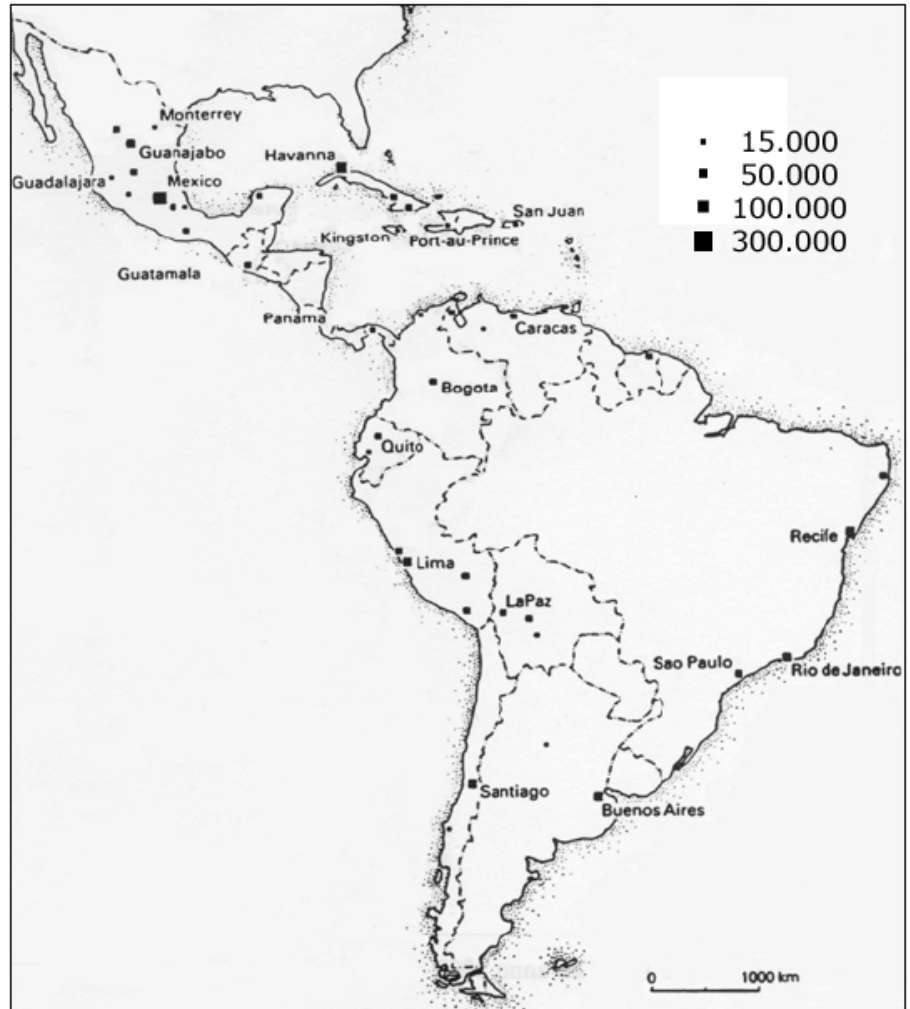 Monterrey
Guanajabo
Havanna
Guadalajara
Mexico
San Juan
Kingston
Port-au-Prince
Guatamala
Panama
Caracas
Bogota
Quito
Recife
Lima
LaPaz
Sao Paulo
Rio de Janeiro
Santiago
Buenos Aires
15.000
50.000
100.000
300.000
0 1000 km